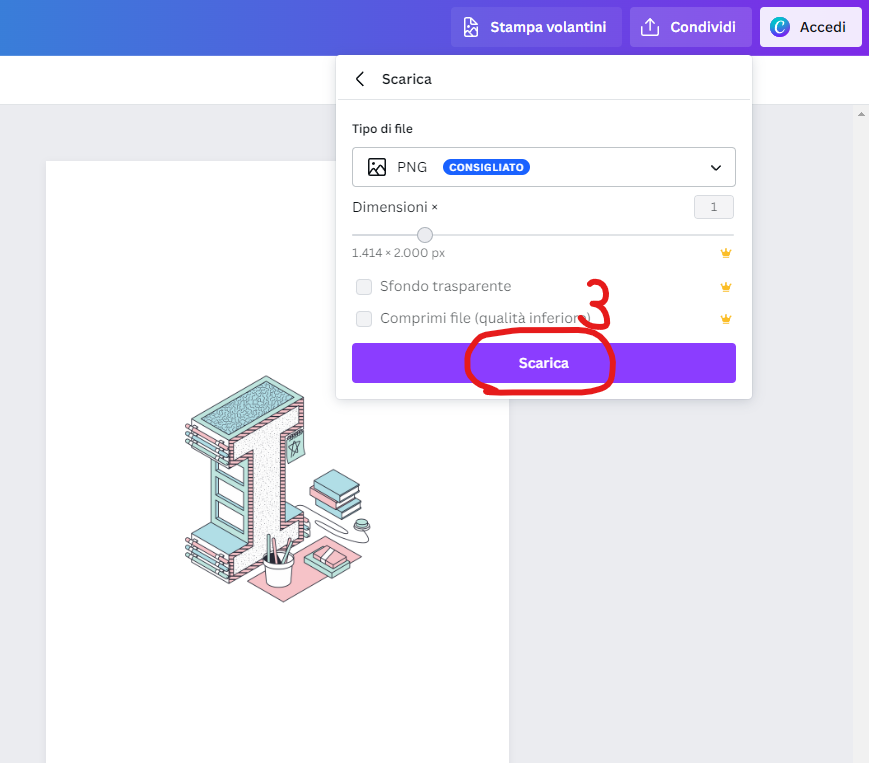 Stampa volantini
Condividi
Accedi
Scarica
Tipo di file
PNG CONSIGLIATO
Dimensioni × 1
1.414 × 2.000 px
Sfondo trasparente
Comprimi file (qualità inferiore)
3
Scarica